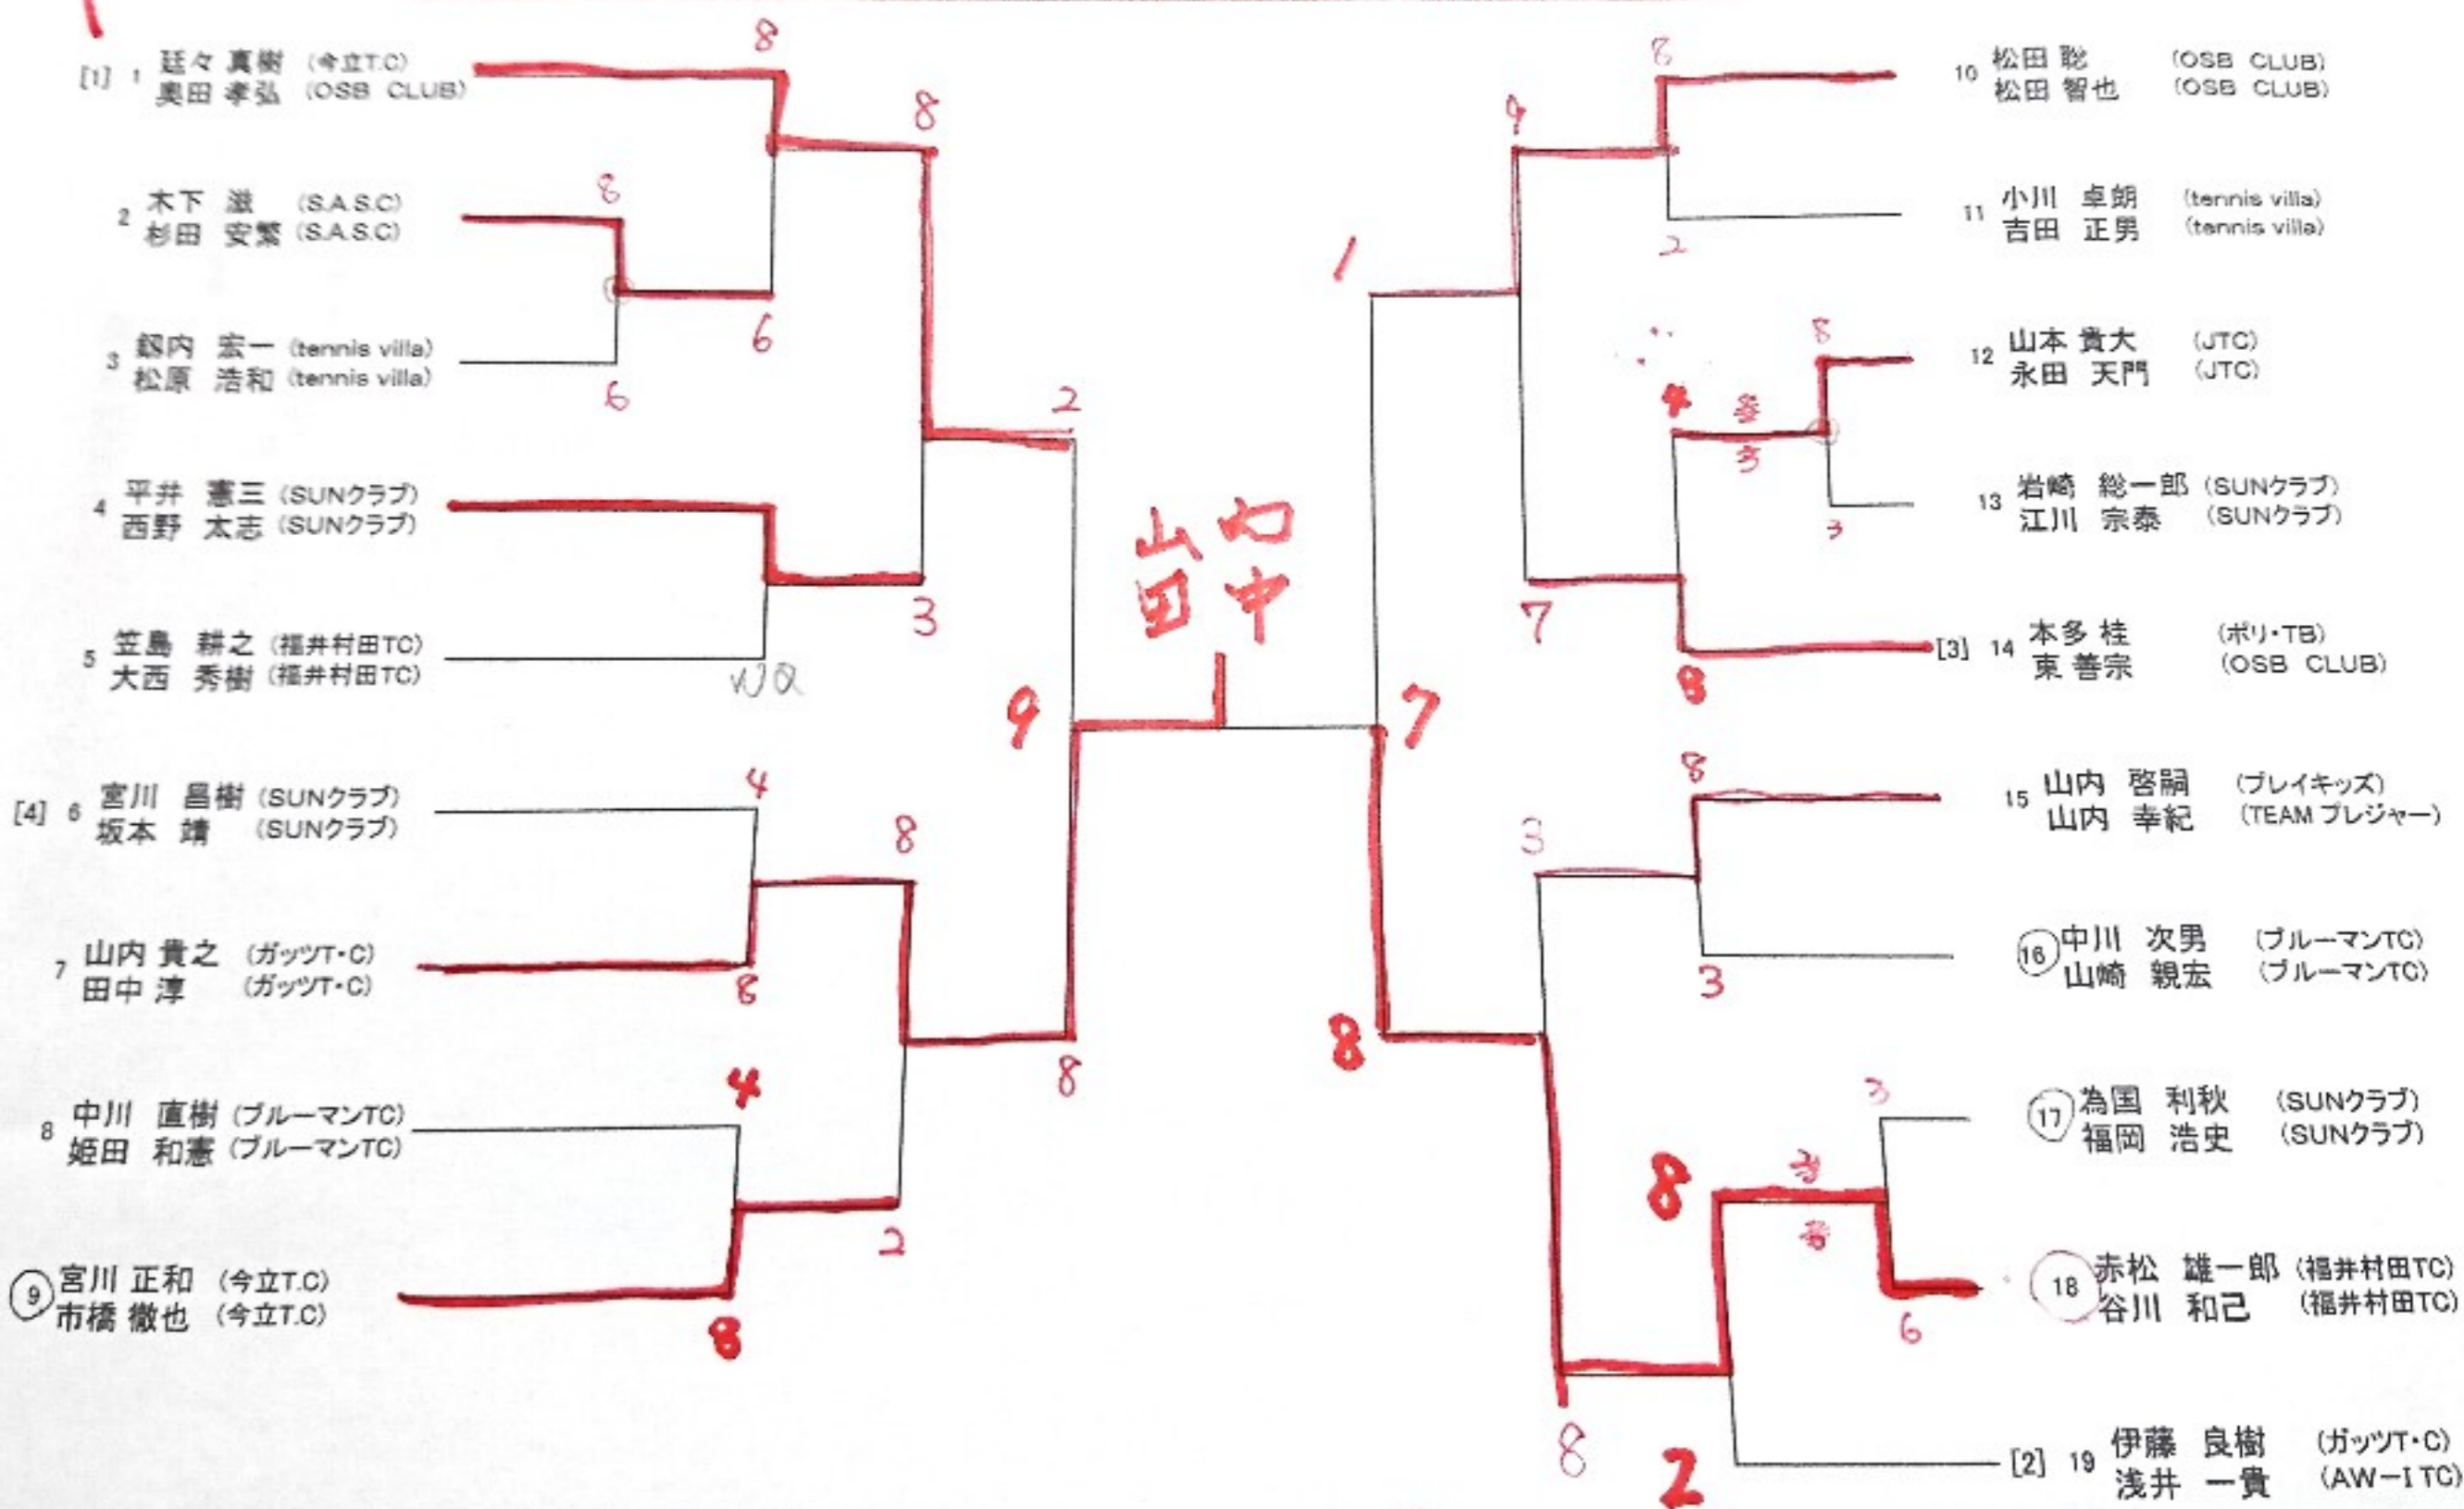 8
[1] 1 廷々 真樹 (今立T.C)
奥田 孝弘 (OSB CLUB)
8
8
2 木下 滋 (S.A.S.C)
杉田 安繁 (S.A.S.C)
6
3 釼内 宏一 (tennis villa)
松原 浩和 (tennis villa)
6
2
4 平井 憲三 (SUNクラブ)
西野 太志 (SUNクラブ)
3
5 笠島 耕之 (福井村田TC)
大西 秀樹 (福井村田TC)
9
4
[4] 6 宮川 昌樹 (SUNクラブ)
坂本 靖 (SUNクラブ)
8
7 山内 貴之 (ガッツT・C)
田中 淳 (ガッツT・C)
8
8
4
8 中川 直樹 (ブルーマンTC)
姫田 和憲 (ブルーマンTC)
2
9 宮川 正和 (今立T.C)
市橋 徹也 (今立T.C)
8
山内
田中
8
10 松田 聡 (OSB CLUB)
松田 智也 (OSB CLUB)
9
11 小川 卓朗 (tennis villa)
吉田 正男 (tennis villa)
2
1
8
12 山本 貴大 (JTC)
永田 天門 (JTC)
4
3
13 岩崎 総一郎 (SUNクラブ)
江川 宗泰 (SUNクラブ)
3
7
[3] 14 本多 桂 (ポリ・TB)
東 善宗 (OSB CLUB)
8
7
8
15 山内 啓嗣 (プレイキッズ)
山内 幸紀 (TEAM プレジャー)
3
16 中川 次男 (ブルーマンTC)
山崎 親宏 (ブルーマンTC)
3
8
3
17 為国 利秋 (SUNクラブ)
福岡 浩史 (SUNクラブ)
8
18 赤松 雄一郎 (福井村田TC)
谷川 和己 (福井村田TC)
6
8
2
[2] 19 伊藤 良樹 (ガッツT・C)
浅井 一貴 (AW-I TC)